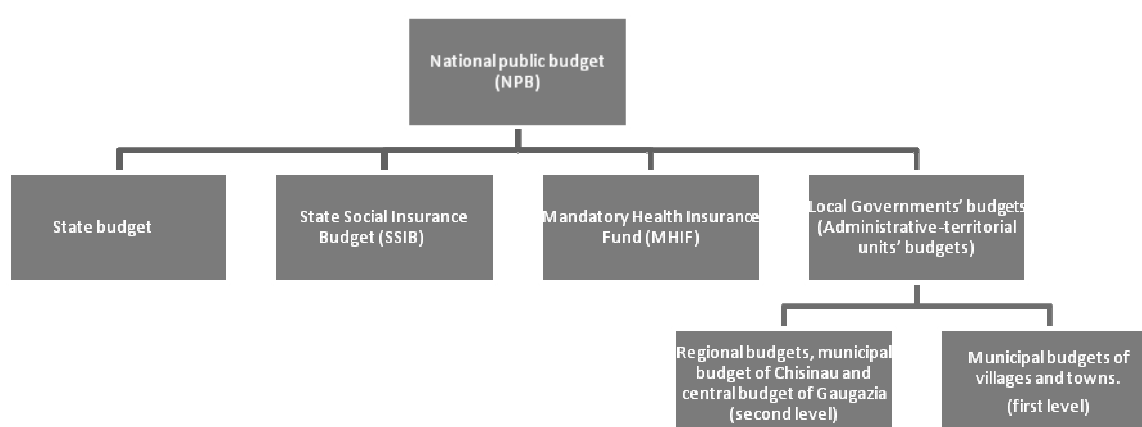 National public budget
(NPB)
State budget
State Social Insurance
Budget (SSIB)
Mandatory Health Insurance
Fund (MHIF)
Local Governments' budgets
(Administrative-territorial
units' budgets)
Regional budgets, municipal
budget of Chisinau and
central budget of Gaugazia
(second level)
Municipal budgets of
villages and towns.
(first level)